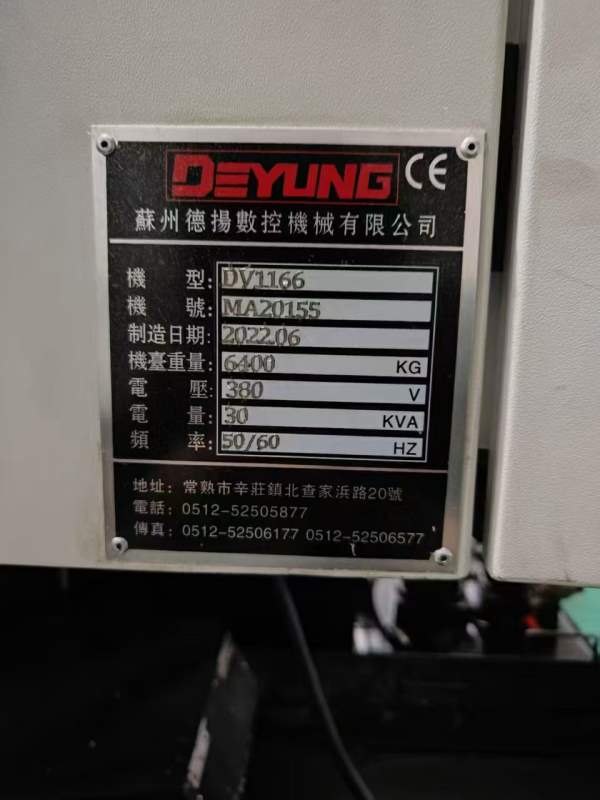 DEYUNG CE
蘇州德揚數控機械有限公司
機 型: DV1166
機 號: MA20155
制造日期: 2022.06
機臺重量: 6400 KG
電 壓: 380 V
電 量: 30 KVA
頻 率: 50/60 HZ
地址: 常熟市辛莊鎮北查家浜路20號
電話: 0512-52505877
傳真: 0512-52506177 0512-52506577